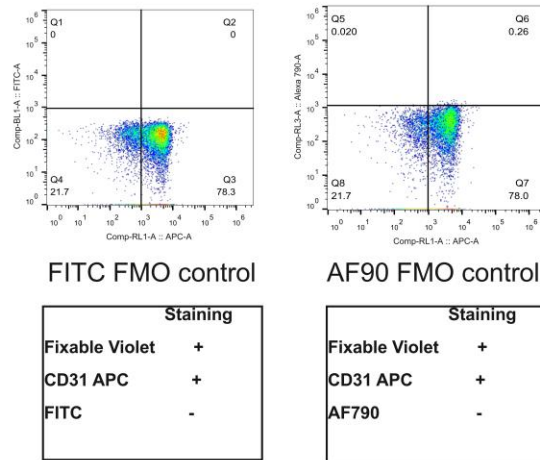 Q1
0
Q2
0
Q4
21.7
Q3
78.3
10^6
10^5
10^4
10^3
10^2
10^1
10^0
Comp-BL1-A :: FITC-A
10^0 10^1 10^2 10^3 10^4 10^5 10^6
Comp-RL1-A :: APC-A
Q5
0.020
Q6
0.26
Q8
21.7
Q7
78.0
10^6
10^5
10^4
10^3
10^2
10^1
10^0
Comp-RL3-A :: Alexa 790-A
10^0 10^1 10^2 10^3 10^4 10^5 10^6
Comp-RL1-A :: APC-A
FITC FMO control
AF90 FMO control
Staining
Fixable Violet +
CD31 APC +
FITC -
Staining
Fixable Violet +
CD31 APC +
AF790 -